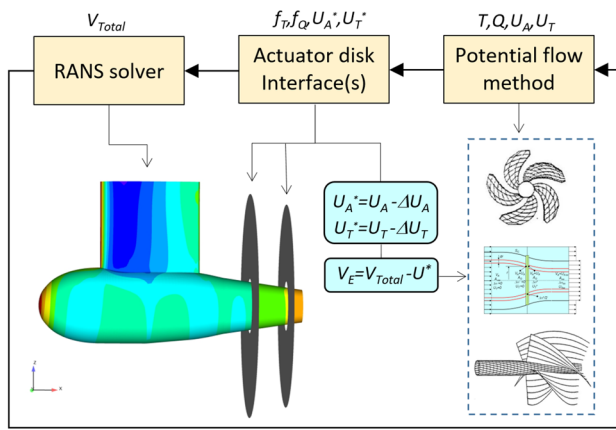 V_Total
f_T,f_Q,U_A*,U_T*
T,Q,U_A,U_T
RANS solver
Actuator disk
Interface(s)
Potential flow
method
U_A*=U_A-ΔU_A
U_T*=U_T-ΔU_T
V_E=V_Total-U*
z
x